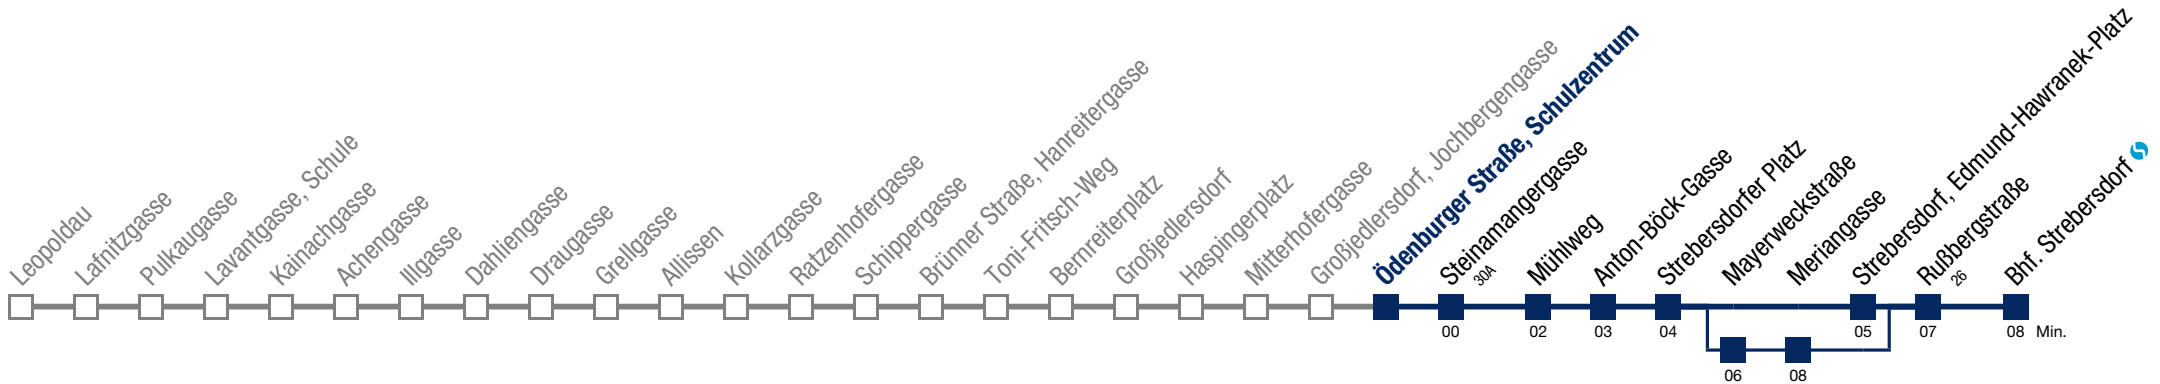 Leopoldau
Lafnitzgasse
Pulkaugasse
Lavantgasse, Schule
Kainachgasse
Achengasse
Illgasse
Dahliengasse
Draugasse
Grellgasse
Allissen
Kollarzgasse
Ratzenhofergasse
Schippergasse
Brünner Straße, Hanreitergasse
Toni-Fritsch-Weg
Bernreiterplatz
Großjedlersdorf
Haspingerplatz
Mitterhofergasse
Großjedlersdorf, Jochbergengasse
Ödenburger Straße, Schulzentrum
Steinamangergasse
30A
Mühlweg
Anton-Böck-Gasse
Strebersdorfer Platz
Mayerweckstraße
Meriangasse
Strebersdorf, Edmund-Hawranek-Platz
Rußbergstraße
26
Bhf. Strebersdorf
00 02 03 04 05 07 08 Min.
06 08